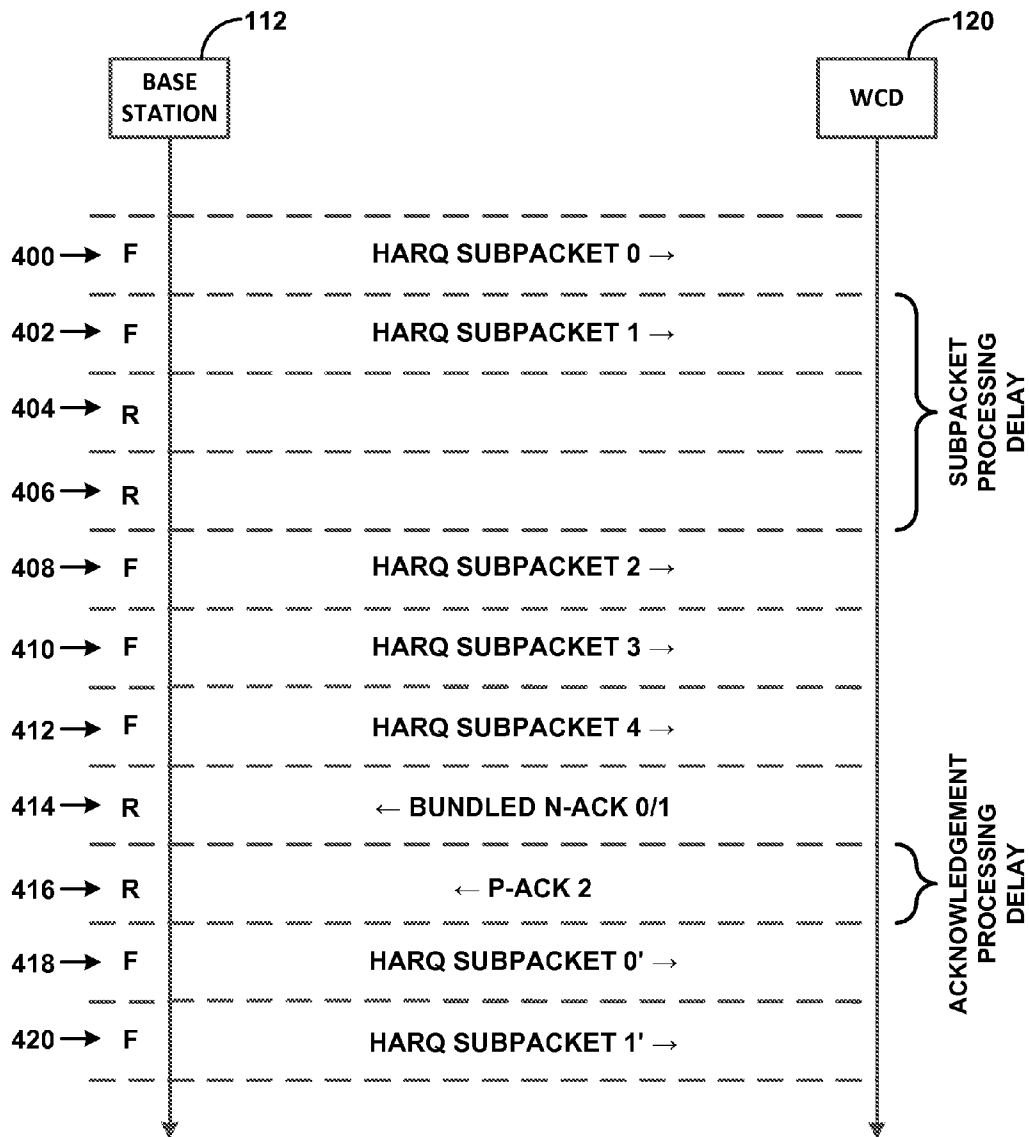 112
120
BASE
STATION
WCD
400 → F HARQ SUBPACKET 0 →
402 → F HARQ SUBPACKET 1 →
404 → R
406 → R
SUBPACKET
PROCESSING
DELAY
408 → F HARQ SUBPACKET 2 →
410 → F HARQ SUBPACKET 3 →
412 → F HARQ SUBPACKET 4 →
414 → R ← BUNDLED N-ACK 0/1
416 → R ← P-ACK 2
ACKNOWLEDGEMENT
PROCESSING
DELAY
418 → F HARQ SUBPACKET 0' →
420 → F HARQ SUBPACKET 1' →